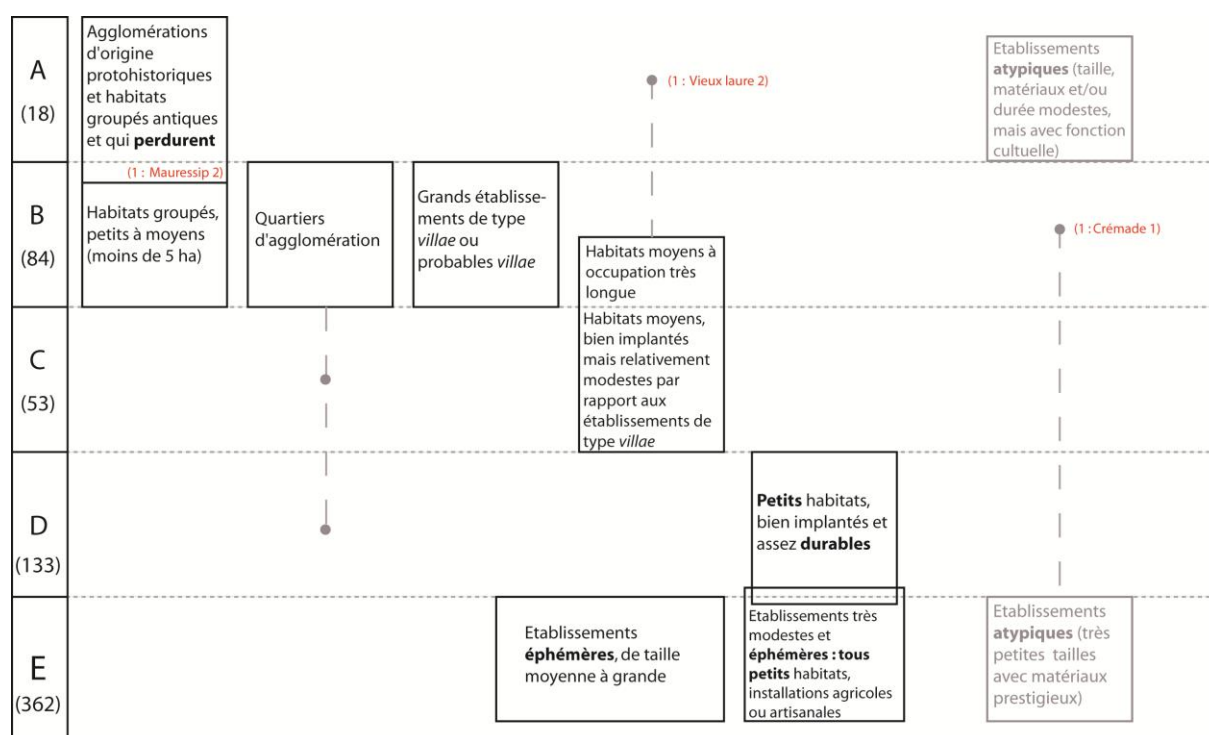 A
(18)
Agglomérations
d'origine
protohistoriques
et habitats
groupés antiques
et qui perdurent
(1 : Vieux laure 2)
Etablissements
atypiques (taille,
matériaux et/ou
durée modestes,
mais avec fonction
cultuelle)
(1 : Mauressip 2)
B
(84)
Habitats groupés,
petits à moyens
(moins de 5 ha)
Quartiers
d'agglomération
Grands établisse-
ments de type
villae ou
probables villae
Habitats moyens à
occupation très
longue
(1 : Crémade 1)
C
(53)
Habitats moyens,
bien implantés
mais relativement
modestes par
rapport aux
établissements de
type villae
D
(133)
Petits habitats,
bien implantés et
assez durables
E
(362)
Etablissements
éphémères, de taille
moyenne à grande
Etablissements très
modestes et
éphémères : tous
petits habitats,
installations agricoles
ou artisanales
Etablissements
atypiques (très
petites tailles
avec matériaux
prestigieux)